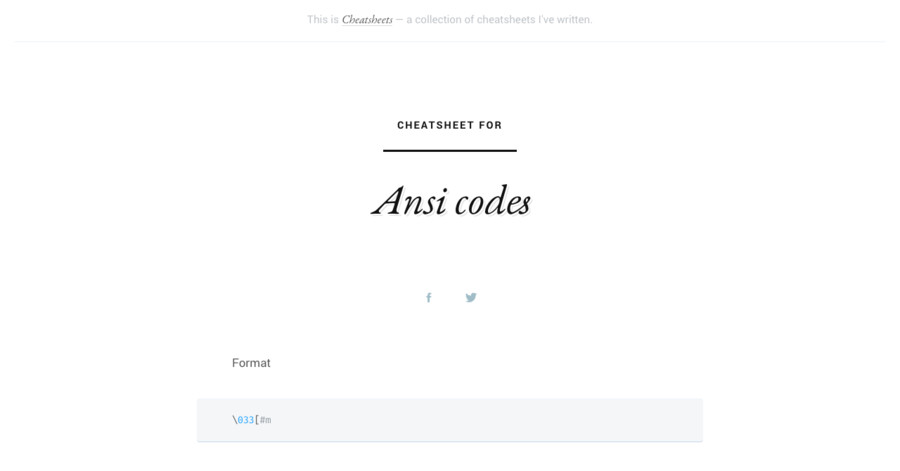 This is Cheatsheets — a collection of cheatsheets I've written.
CHEATSHEET FOR
Ansi codes
Format
\033[#m